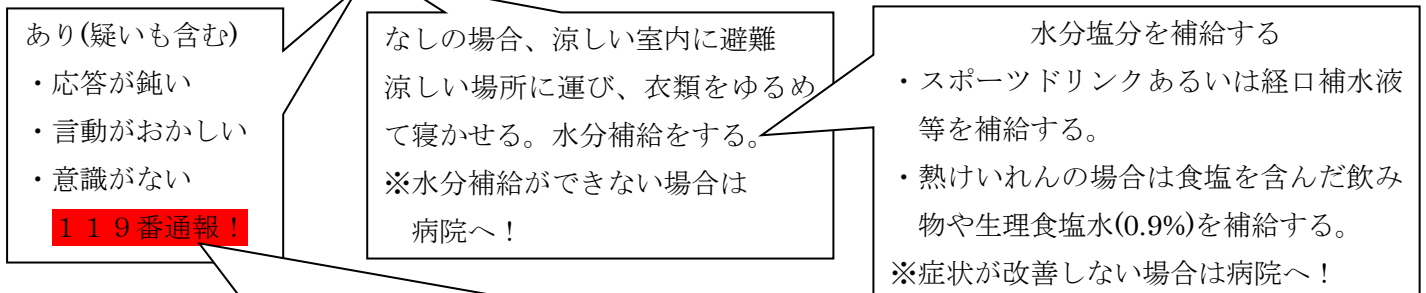 あり(疑いも含む)
・応答が鈍い
・言動がおかしい
・意識がない
１１９番通報！
なしの場合、涼しい室内に避難
涼しい場所に運び、衣類をゆるめ
て寝かせる。水分補給をする。
※水分補給ができない場合は
病院へ！
水分塩分を補給する
・スポーツドリンクあるいは経口補水液
等を補給する。
・熱けいれんの場合は食塩を含んだ飲み
物や生理食塩水(0.9%)を補給する。
※症状が改善しない場合は病院へ！